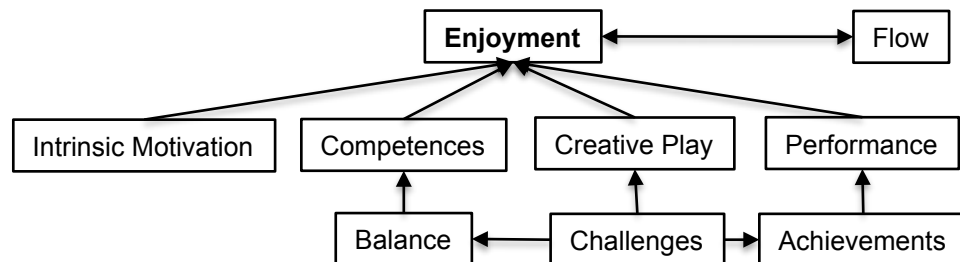 Enjoyment
Flow
Intrinsic Motivation
Competences
Creative Play
Performance
Balance
Challenges
Achievements